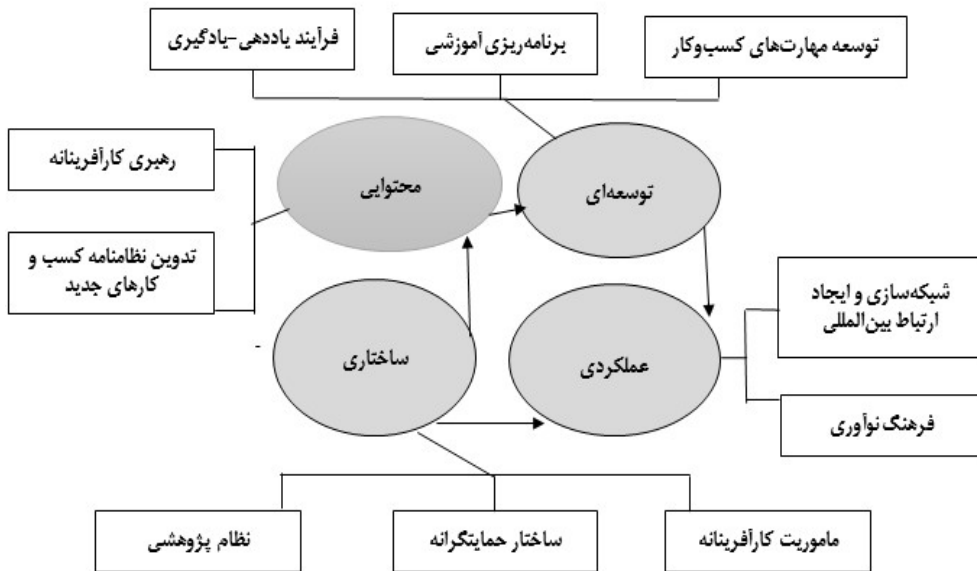 توسعه مهارت‌های کسب‌وکار
برنامه‌ریزی آموزشی
فرآیند یاددهی-یادگیری
توسعه‌ای
محتوایی
رهبری کارآفرینانه
تدوین نظامنامه کسب و
کارهای جدید
شبکه‌سازی و ایجاد
ارتباط بین‌المللی
عملکردی
ساختاری
فرهنگ نوآوری
ماموریت کارآفرینانه
ساختار حمایتگرانه
نظام پژوهشی